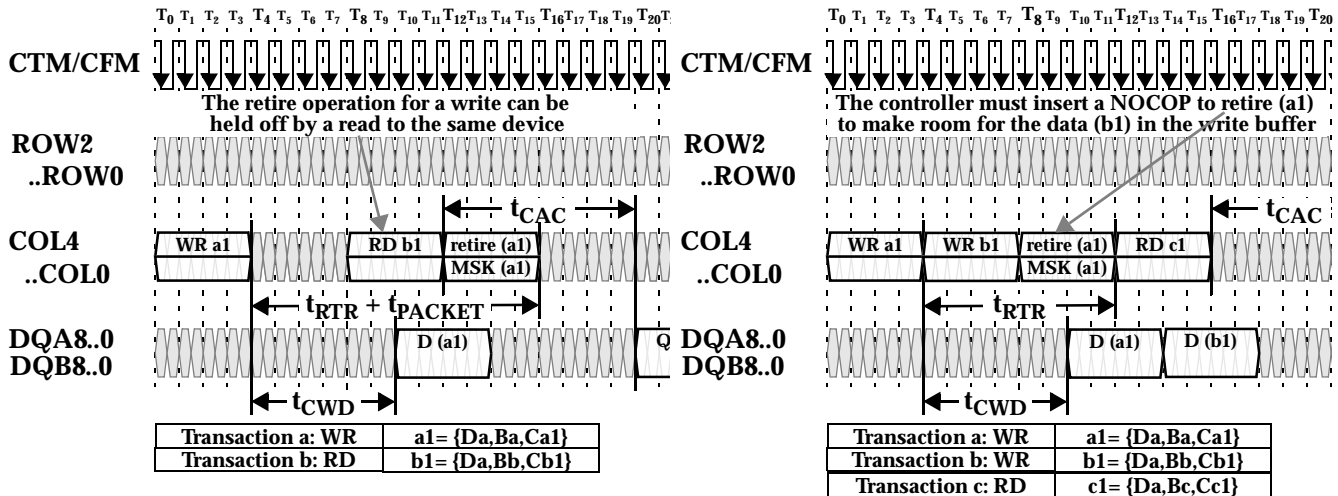 T0 T1 T2 T3 T4 T5 T6 T7 T8 T9 T10 T11 T12 T13 T14 T15 T16 T17 T18 T19 T20
CTM/CFM
The retire operation for a write can be
held off by a read to the same device
ROW2
..ROW0
tCAC
COL4
..COL0
WR a1
RD b1
retire (a1)
MSK (a1)
tRTR + tPACKET
DQA8..0
DQB8..0
D (a1)
Q
tCWD
Transaction a: WR a1= {Da,Ba,Ca1}
Transaction b: RD b1= {Da,Bb,Cb1}
T0 T1 T2 T3 T4 T5 T6 T7 T8 T9 T10 T11 T12 T13 T14 T15 T16 T17 T18 T19 T20
CTM/CFM
The controller must insert a NOCOP to retire (a1)
to make room for the data (b1) in the write buffer
ROW2
..ROW0
tCAC
COL4
..COL0
WR a1
WR b1
retire (a1)
MSK (a1)
RD c1
tRTR
DQA8..0
DQB8..0
D (a1)
D (b1)
tCWD
Transaction a: WR a1= {Da,Ba,Ca1}
Transaction b: WR b1= {Da,Bb,Cb1}
Transaction c: RD c1= {Da,Bc,Cc1}